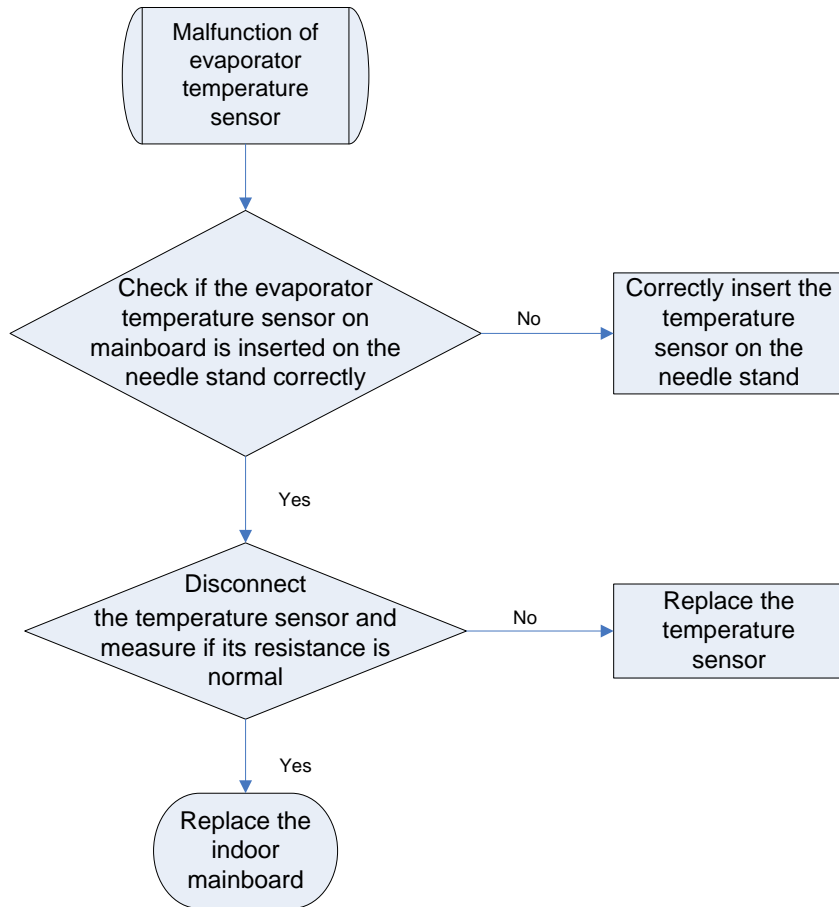 Malfunction of
evaporator
temperature
sensor
Check if the evaporator
temperature sensor on
mainboard is inserted on the
needle stand correctly
No
Correctly insert the
temperature
sensor on the
needle stand
Yes
Disconnect
the temperature sensor and
measure if its resistance is
normal
No
Replace the
temperature
sensor
Yes
Replace the
indoor
mainboard